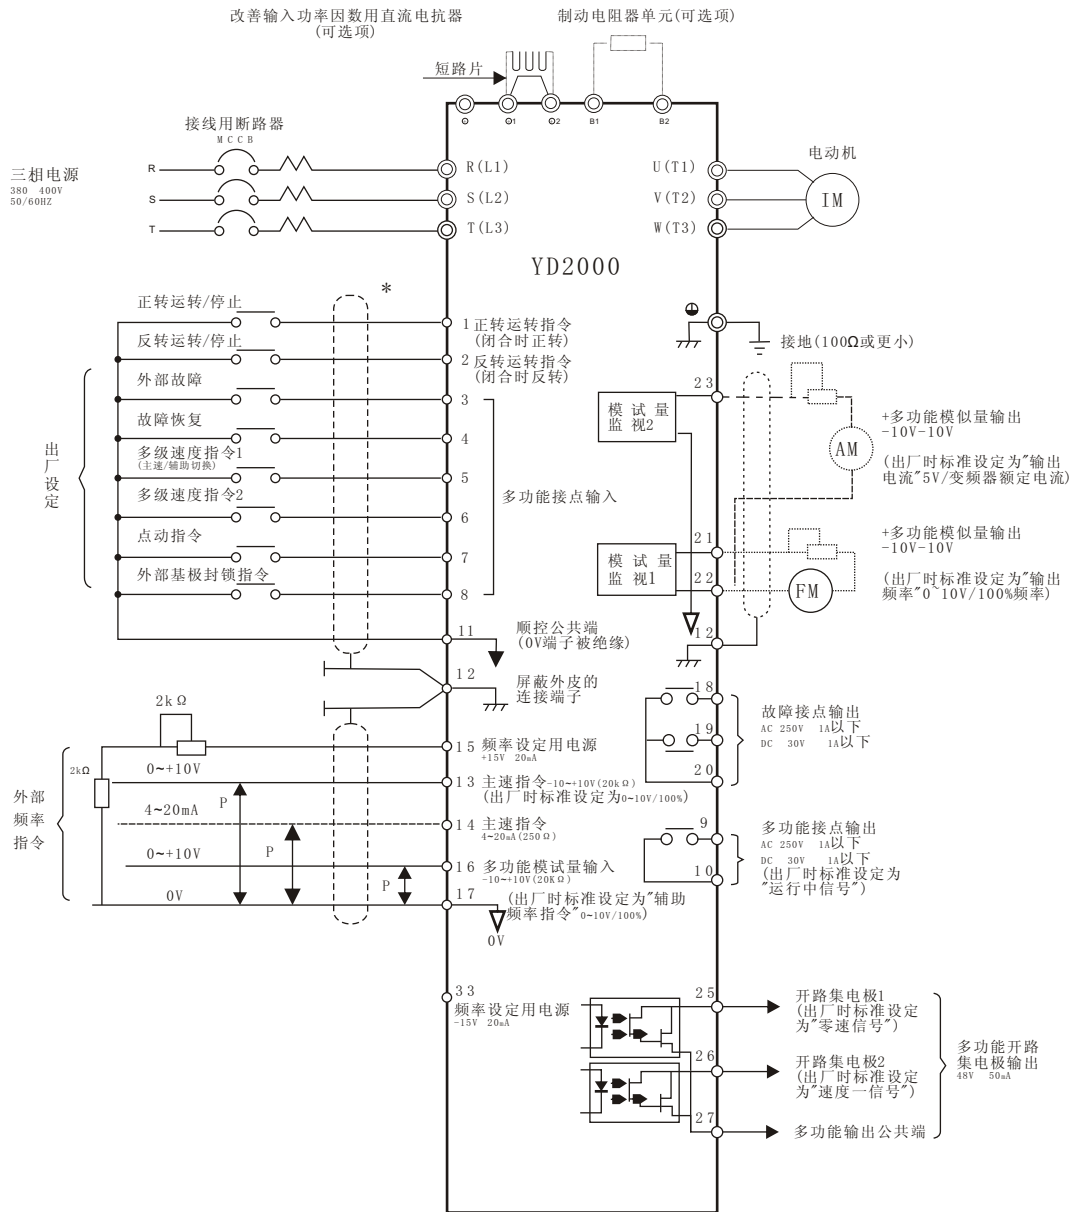 改善输入功率因数用直流电抗器
(可选项)
制动电阻器单元(可选项)
短路片
⊖
⊙1
⊙2
B1
B2
接线用断路器
MCCB
三相电源
380 400V
50/60HZ
R
S
T
R(L1)
S(L2)
T(L3)
U(T1)
V(T2)
W(T3)
电动机
IM
YD2000
*
正转运转/停止
反转运转/停止
外部故障
故障恢复
多级速度指令1
(主速/辅助切换)
多级速度指令2
点动指令
外部基极封锁指令
出厂设定
1 正转运转指令
(闭合时正转)
2 反转运转指令
(闭合时反转)
3
4
5
6
7
8
多功能接点输入
11
顺控公共端
(0V端子被绝缘)
12
屏蔽外皮的
连接端子
接地(100Ω或更小)
23
模 试 量
监 视2
AM
+多功能模似量输出
-10V-10V
(出厂时标准设定为"输出
电流"5V/变频器额定电流)
21
模 试 量
监 视1
22
FM
+多功能模似量输出
-10V-10V
(出厂时标准设定为"输出
频率"0~10V/100%频率)
12
18
19
20
故障接点输出
AC 250V 1A以下
DC 30V 1A以下
9
10
多功能接点输出
AC 250V 1A以下
DC 30V 1A以下
(出厂时标准设定为
"运行中信号")
外部
频率
指令
2kΩ
2kΩ
0~+10V
4~20mA
0~+10V
0V
P
P
P
15 频率设定用电源
+15V 20mA
13 主速指令-10~+10V(20kΩ)
(出厂时标准设定为0~10V/100%)
14 主速指令
4~20mA(250Ω)
16 多功能模试量输入
-10~+10V(20KΩ)
17
(出厂时标准设定为"辅助
频率指令"0~10V/100%)
0V
33
频率设定用电源
-15V 20mA
25
26
27
开路集电极1
(出厂时标准设定
为"零速信号")
开路集电极2
(出厂时标准设定
为"速度一信号")
多功能输出公共端
多功能开路
集电极输出
48V 50mA